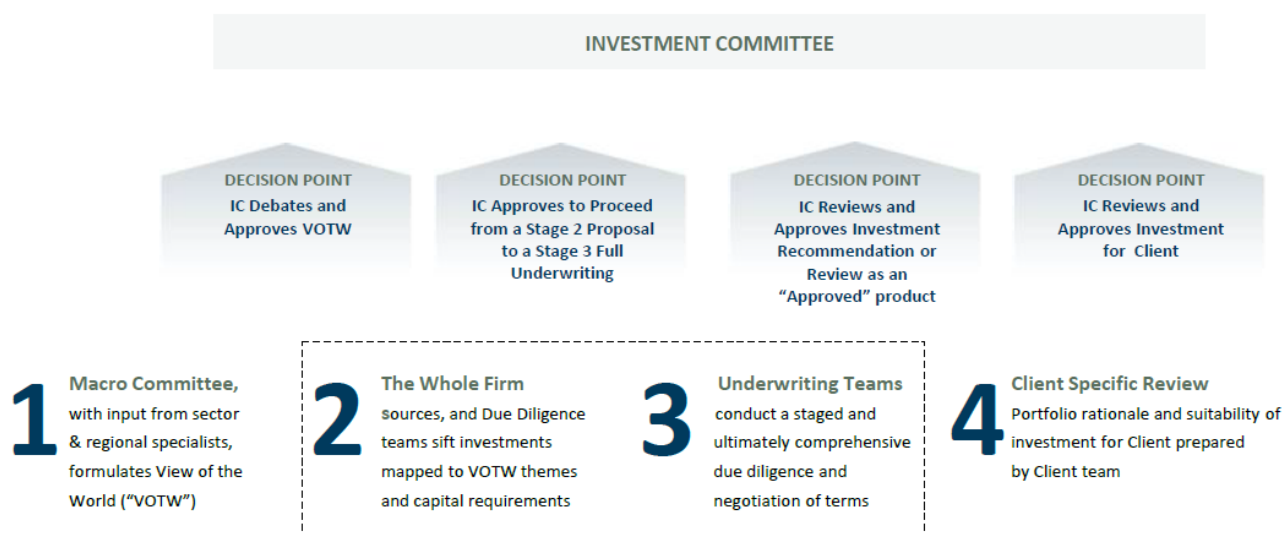 INVESTMENT COMMITTEE
DECISION POINT
IC Debates and
Approves VOTW
DECISION POINT
IC Approves to Proceed
from a Stage 2 Proposal
to a Stage 3 Full
Underwriting
DECISION POINT
IC Reviews and
Approves Investment
Recommendation or
Review as an
“Approved” product
DECISION POINT
IC Reviews and
Approves Investment
for Client
1
Macro Committee,
with input from sector
& regional specialists,
formulates View of the
World (“VOTW”)
2
The Whole Firm
sources, and Due Diligence
teams sift investments
mapped to VOTW themes
and capital requirements
3
Underwriting Teams
conduct a staged and
ultimately comprehensive
due diligence and
negotiation of terms
4
Client Specific Review
Portfolio rationale and suitability of
investment for Client prepared
by Client team